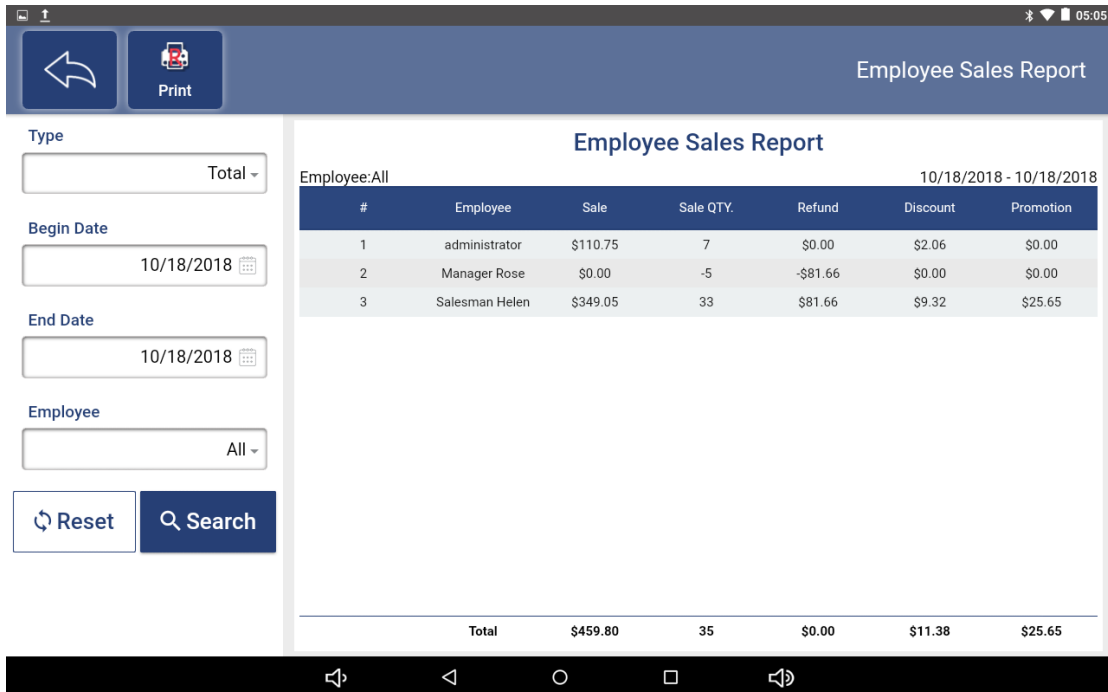 05:05
Print
Employee Sales Report
Type
Total
Begin Date
10/18/2018
End Date
10/18/2018
Employee
All
Reset Search
Employee Sales Report
Employee:All 10/18/2018 - 10/18/2018
# Employee Sale Sale QTY. Refund Discount Promotion
1 administrator $110.75 7 $0.00 $2.06 $0.00
2 Manager Rose $0.00 -5 -$81.66 $0.00 $0.00
3 Salesman Helen $349.05 33 $81.66 $9.32 $25.65
Total $459.80 35 $0.00 $11.38 $25.65